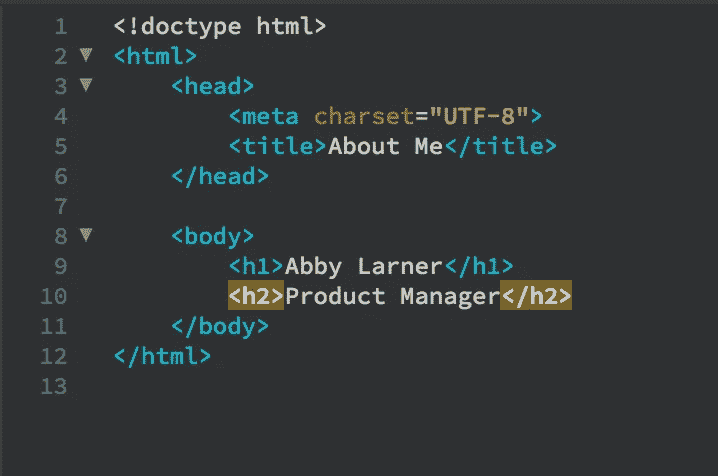 1 <!doctype html>
2 <html>
3 <head>
4 <meta charset="UTF-8">
5 <title>About Me</title>
6 </head>
7
8 <body>
9 <h1>Abby Larner</h1>
10 <h2>Product Manager</h2>
11 </body>
12 </html>
13